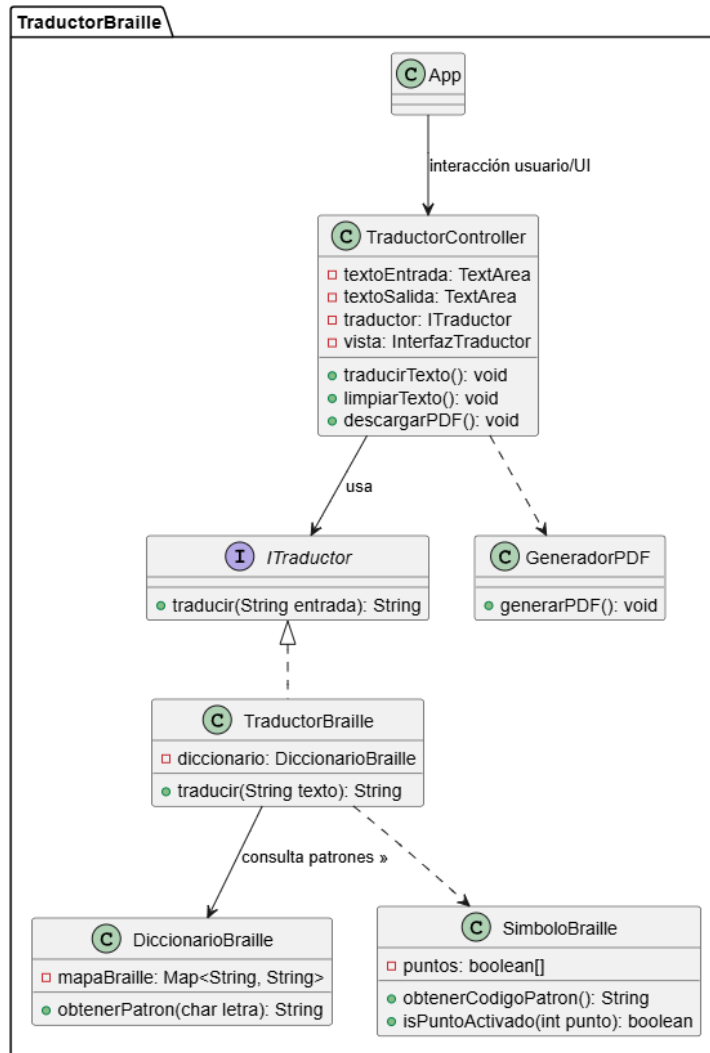 TraductorBraille
C App
interacción usuario/UI
C TraductorController
textoEntrada: TextArea
textoSalida: TextArea
traductor: ITraductor
vista: InterfazTraductor
traducirTexto(): void
limpiarTexto(): void
descargarPDF(): void
usa
I ITraductor
traducir(String entrada): String
C GeneradorPDF
generarPDF(): void
C TraductorBraille
diccionario: DiccionarioBraille
traducir(String texto): String
consulta patrones »
C DiccionarioBraille
mapaBraille: Map<String, String>
obtenerPatron(char letra): String
C SimboloBraille
puntos: boolean[]
obtenerCodigoPatron(): String
isPuntoActivado(int punto): boolean